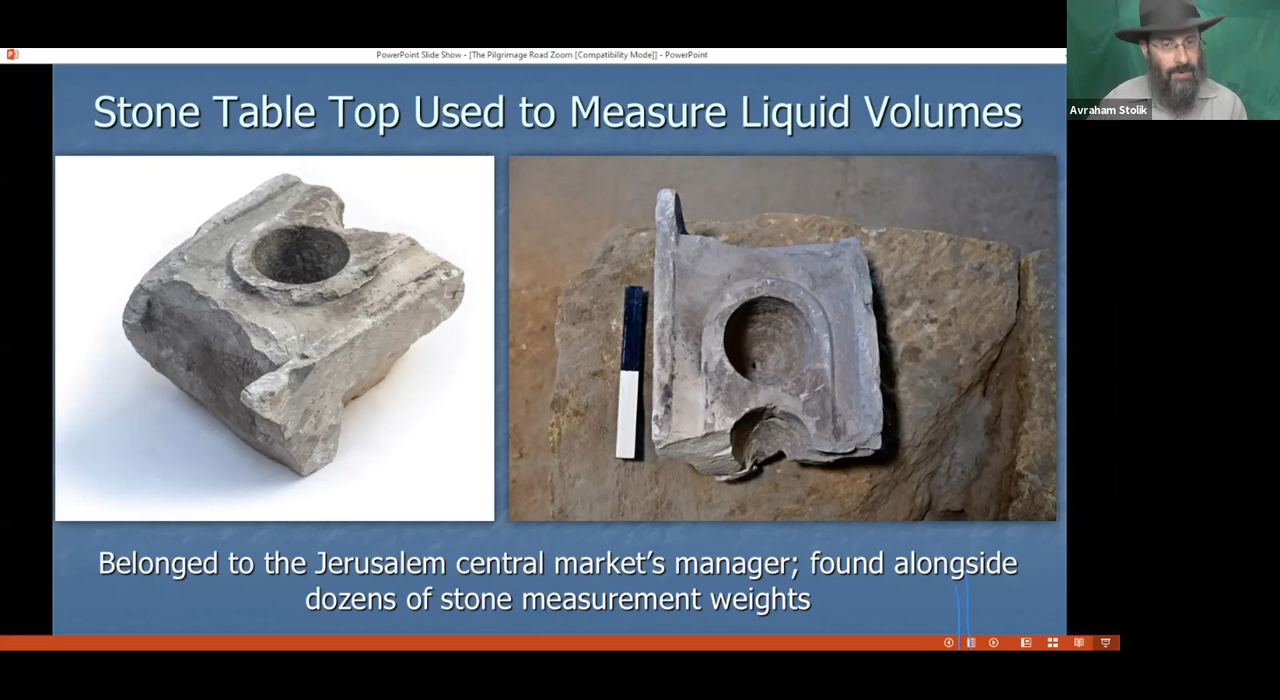 PowerPoint Slide Show - [The Pilgrimage Road Zoom [Compatibility Mode]] - PowerPoint
Avraham Stolik
Stone Table Top Used to Measure Liquid Volumes
Belonged to the Jerusalem central market's manager; found alongside
dozens of stone measurement weights